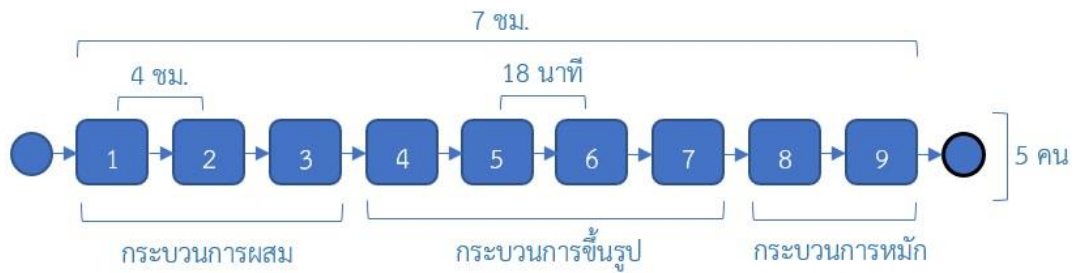 7 ชม.
4 ชม.
18 นาที
1 2 3 4 5 6 7 8 9
5 คน
กระบวนการผสม
กระบวนการขึ้นรูป
กระบวนการหมัก